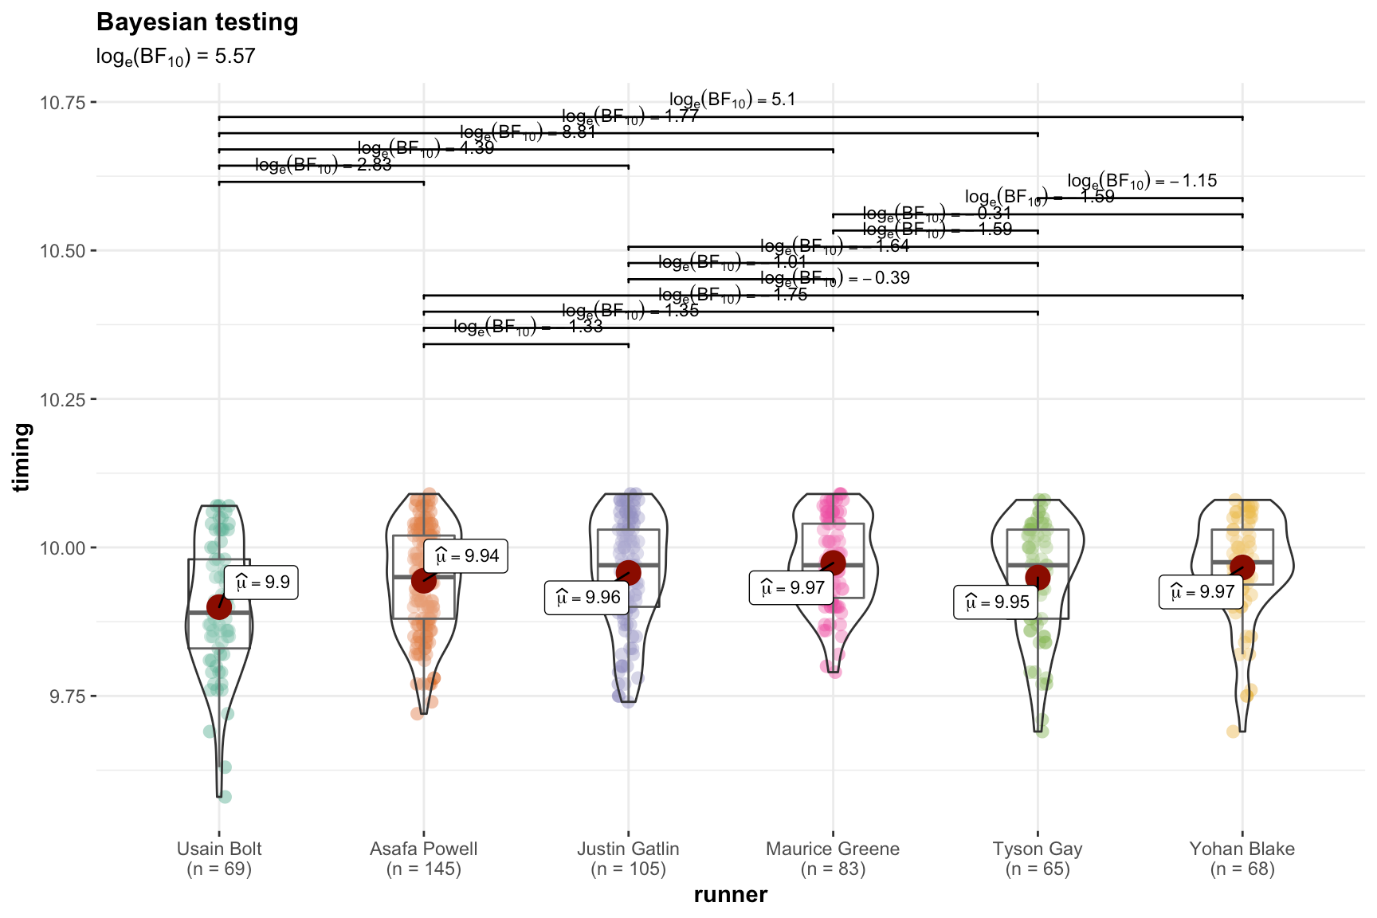 Bayesian testing
logₑ(BF₁₀) = 5.57
10.75
logₑ(BF₁₀) = 5.1
logₑ(BF₁₀) = 1.77
logₑ(BF₁₀) = 8.81
logₑ(BF₁₀) = 4.39
logₑ(BF₁₀) = 2.83
logₑ(BF₁₀) = −1.15
logₑ(BF₁₀) = −1.59
logₑ(BF₁₀) = −0.31
logₑ(BF₁₀) = −1.59
10.50
logₑ(BF₁₀) = −1.64
logₑ(BF₁₀) = −1.01
logₑ(BF₁₀) = −0.39
logₑ(BF₁₀) = −1.75
logₑ(BF₁₀) = 1.35
logₑ(BF₁₀) = −1.33
10.25
timing
10.00
μ̂ = 9.9
μ̂ = 9.94
μ̂ = 9.96
μ̂ = 9.97
μ̂ = 9.95
μ̂ = 9.97
9.75
Usain Bolt
(n = 69)
Asafa Powell
(n = 145)
Justin Gatlin
(n = 105)
Maurice Greene
(n = 83)
Tyson Gay
(n = 65)
Yohan Blake
(n = 68)
runner